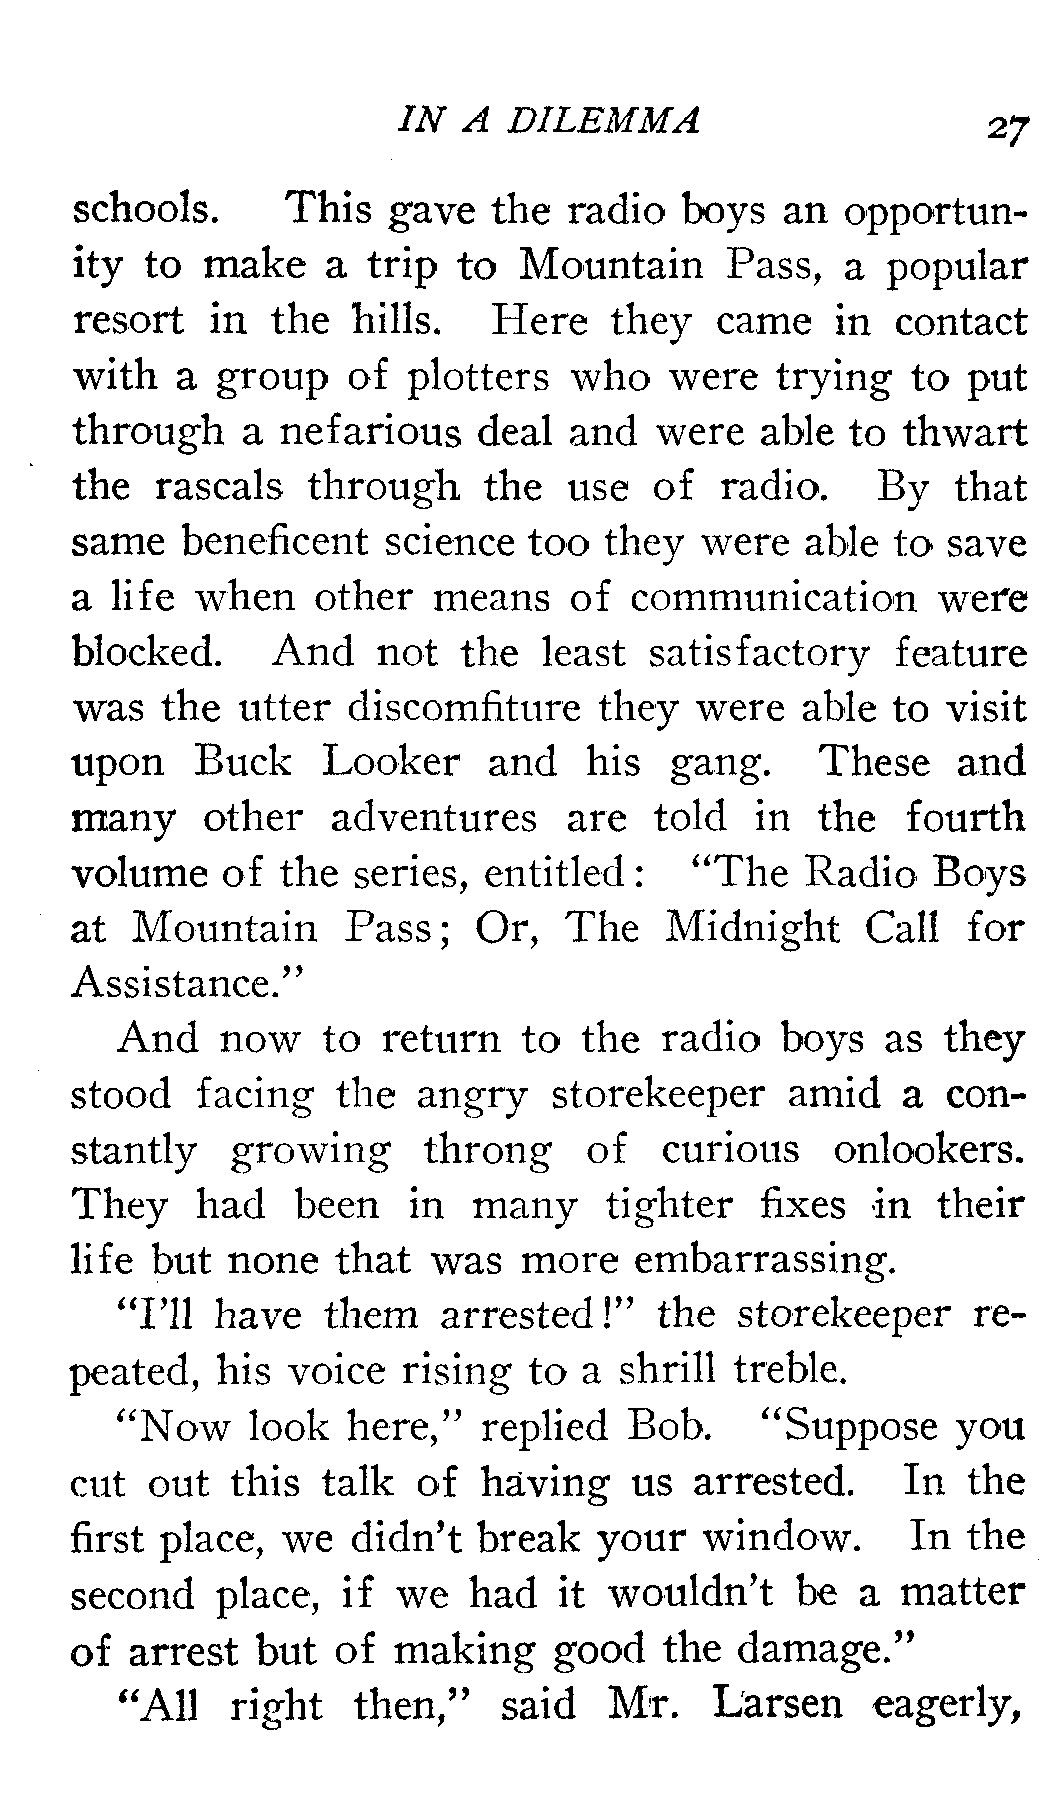 IN A DILEMMA 27
schools. This gave the radio boys an opportun-
ity to make a trip to Mountain Pass, a popular
resort in the hills. Here they came in contact
with a group of plotters who were trying to put
through a nefarious deal and were able to thwart
the rascals through the use of radio. By that
same beneficent science too they were able to save
a life when other means of communication were
blocked. And not the least satisfactory feature
was the utter discomfiture they were able to visit
upon Buck Looker and his gang. These and
many other adventures are told in the fourth
volume of the series, entitled: "The Radio Boys
at Mountain Pass; Or, The Midnight Call for
Assistance."
And now to return to the radio boys as they
stood facing the angry storekeeper amid a con-
stantly growing throng of curious onlookers.
They had been in many tighter fixes in their
life but none that was more embarrassing.
"I'll have them arrested!" the storekeeper re-
peated, his voice rising to a shrill treble.
"Now look here," replied Bob. "Suppose you
cut out this talk of having us arrested. In the
first place, we didn't break your window. In the
second place, if we had it wouldn't be a matter
of arrest but of making good the damage."
"All right then," said Mr. Larsen eagerly,